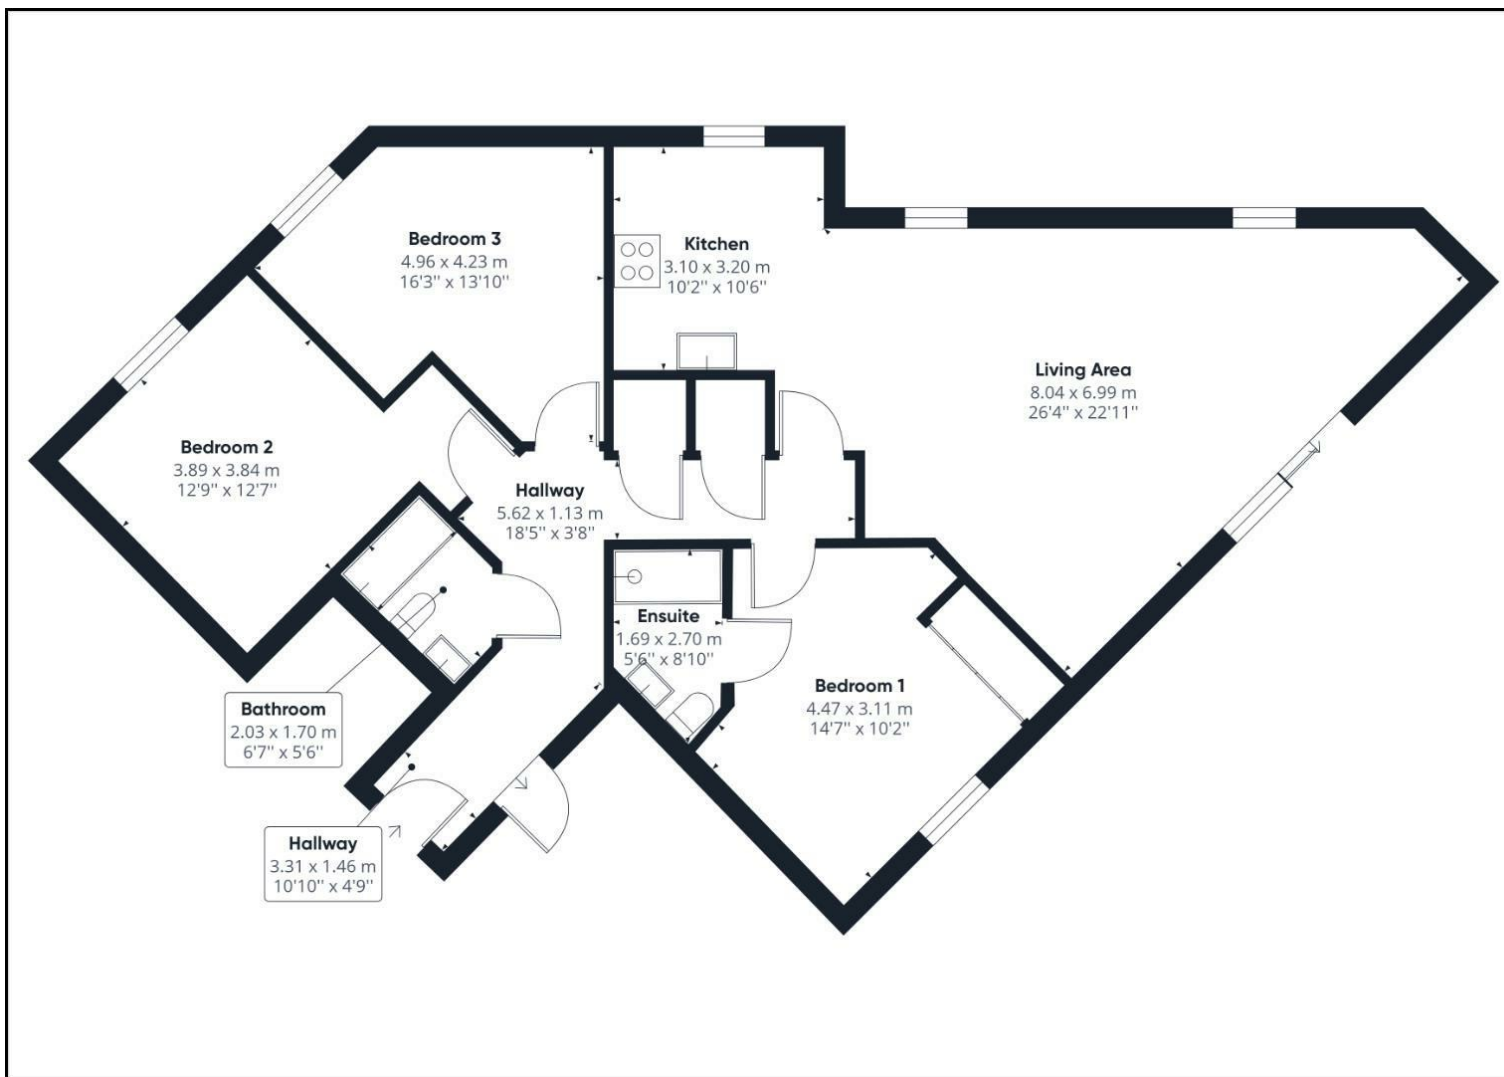 Bedroom 3
4.96 x 4.23 m
16'3" x 13'10"
Kitchen
3.10 x 3.20 m
10'2" x 10'6"
Living Area
8.04 x 6.99 m
26'4" x 22'11"
Bedroom 2
3.89 x 3.84 m
12'9" x 12'7"
Hallway
5.62 x 1.13 m
18'5" x 3'8"
Ensuite
1.69 x 2.70 m
5'6" x 8'10"
Bedroom 1
4.47 x 3.11 m
14'7" x 10'2"
Bathroom
2.03 x 1.70 m
6'7" x 5'6"
Hallway
3.31 x 1.46 m
10'10" x 4'9"